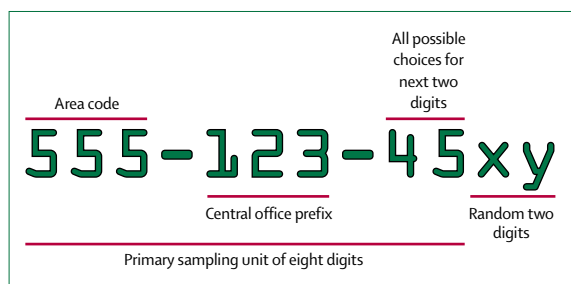 All possible
choices for
next two
digits
Area code
555-123-45xy
Central office prefix
Random two
digits
Primary sampling unit of eight digits